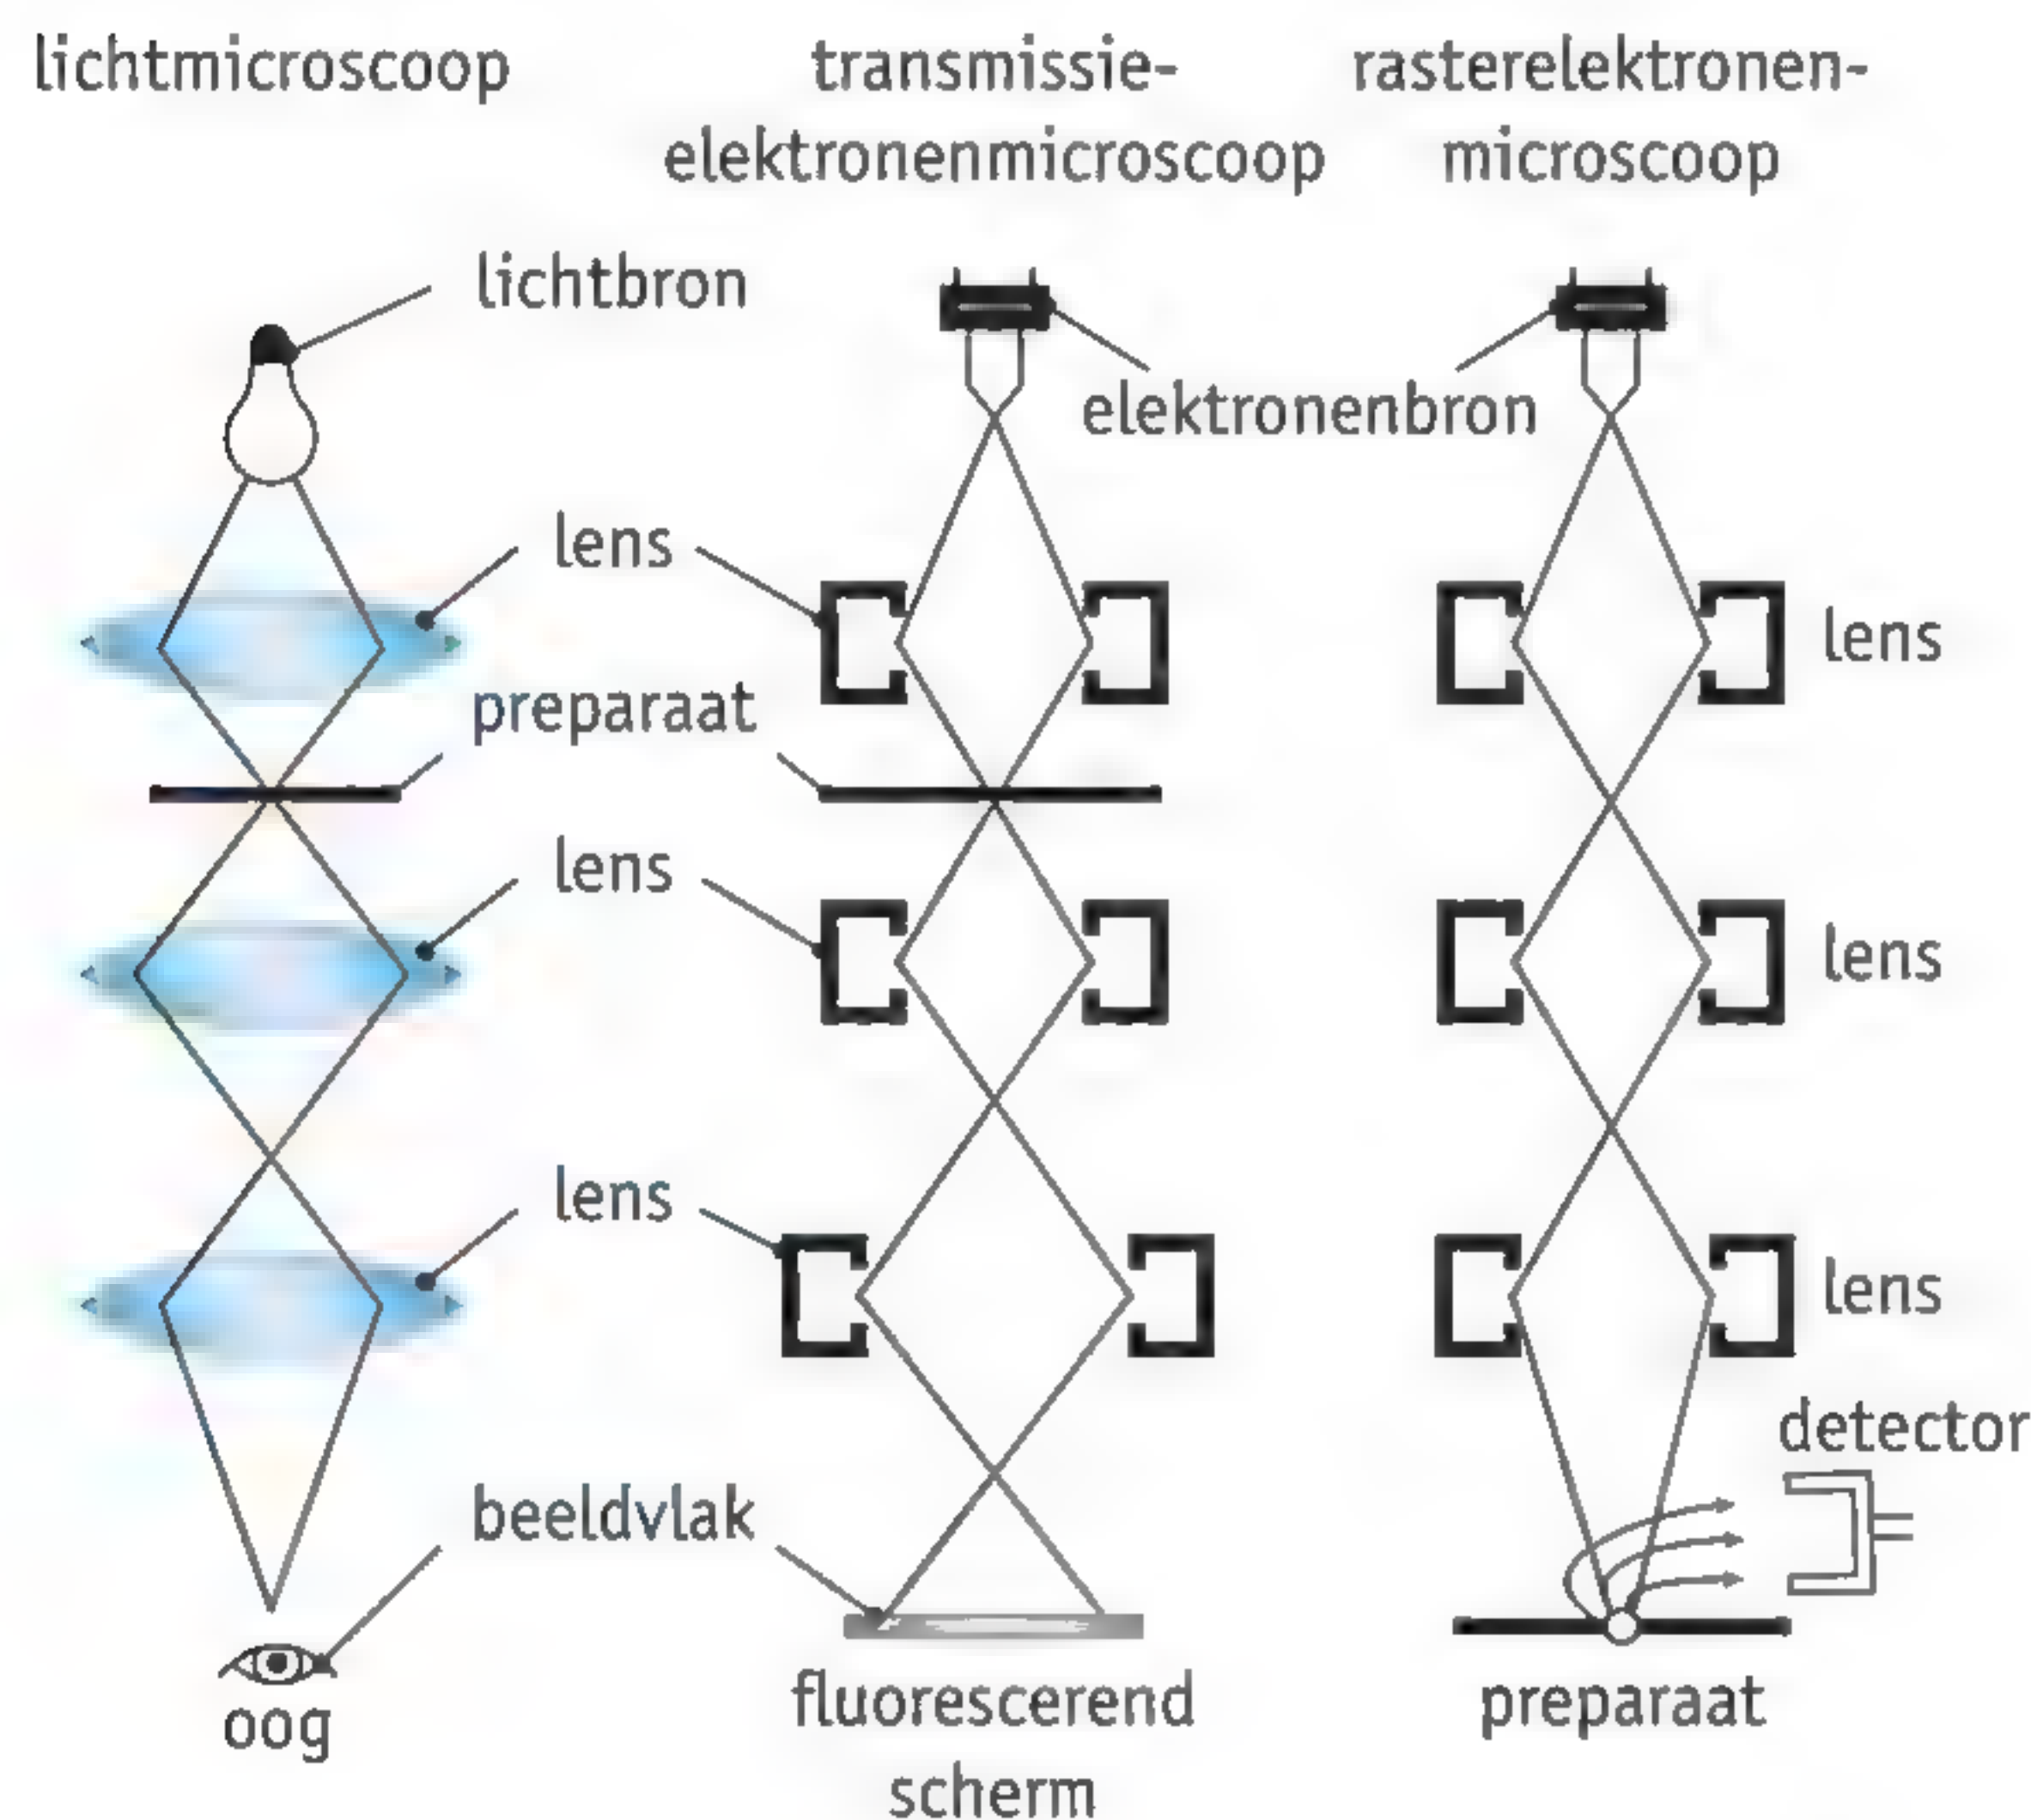 lichtmicroscoop
transmissie-
elektronenmicroscoop
rasterelektronen-
microscoop
lichtbron
elektronenbron
lens
lens
preparaat
lens
lens
lens
lens
detector
beeldvlak
oog
fluorescerend
scherm
preparaat